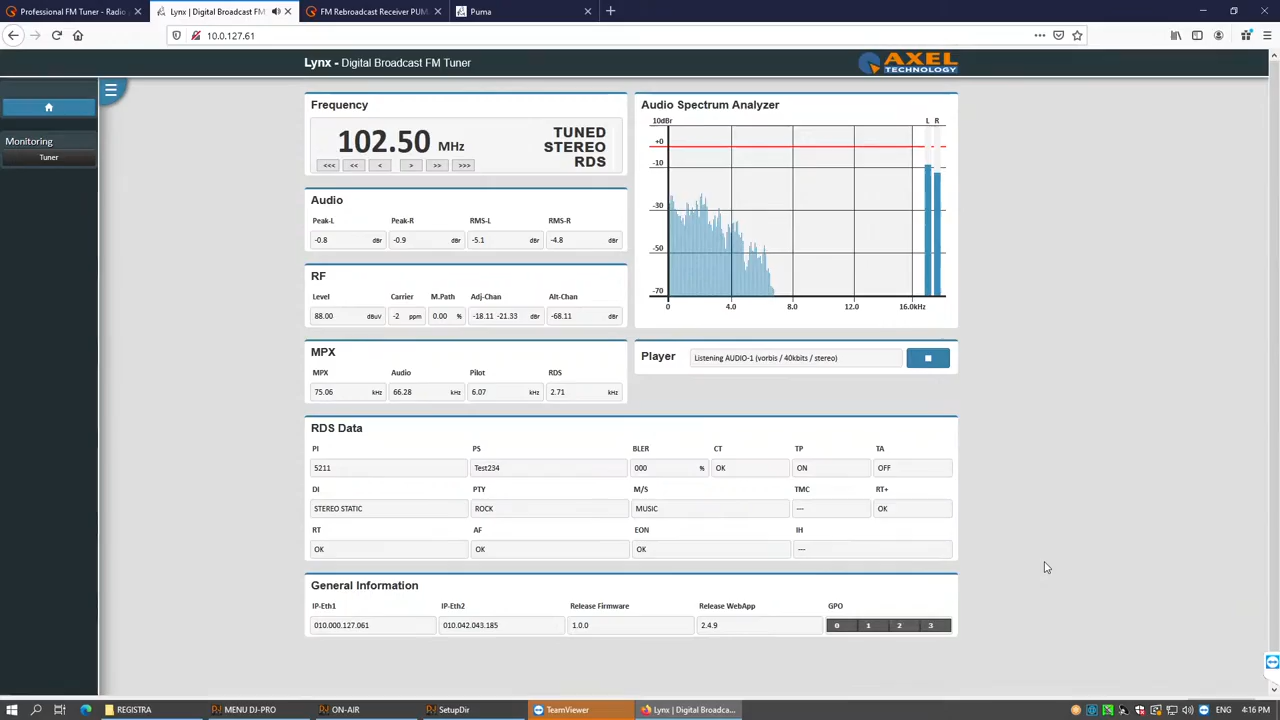 Professional FM Tuner - Radio
Lynx | Digital Broadcast FM
FM Rebroadcast Receiver PUM
Puma
10.0.127.61
Lynx - Digital Broadcast FM Tuner
AXEL
TECHNOLOGY
Monitoring
Tuner
Frequency
102.50 MHz
TUNED
STEREO
RDS
<<< << < > >> >>>
Audio
Peak-L Peak-R RMS-L RMS-R
-0.8 dBr -0.9 dBr -5.1 dBr -4.8 dBr
RF
Level Carrier M.Path Adj-Chan Alt-Chan
88.00 dBuV -2 ppm 0.00 % -18.11 -21.33 dBr -68.11 dBr
MPX
MPX Audio Pilot RDS
75.06 kHz 66.28 kHz 6.07 kHz 2.71 kHz
Audio Spectrum Analyzer
10dBr L R
+0
-10
-30
-50
-70
0 4.0 8.0 12.0 16.0kHz
Player Listening AUDIO-1 (vorbis / 40kbits / stereo)
RDS Data
PI PS BLER CT TP TA
5211 Test234 000 % OK ON OFF
DI PTY M/S TMC RT+
STEREO STATIC ROCK MUSIC --- OK
RT AF EON IH
OK OK OK ---
General Information
IP-Eth1 IP-Eth2 Release Firmware Release WebApp GPO
010.000.127.061 010.042.043.185 1.0.0 2.4.9 0 1 2 3
REGISTRA MENU DJ-PRO ON-AIR SetupDir TeamViewer Lynx | Digital Broadca... ENG 4:16 PM